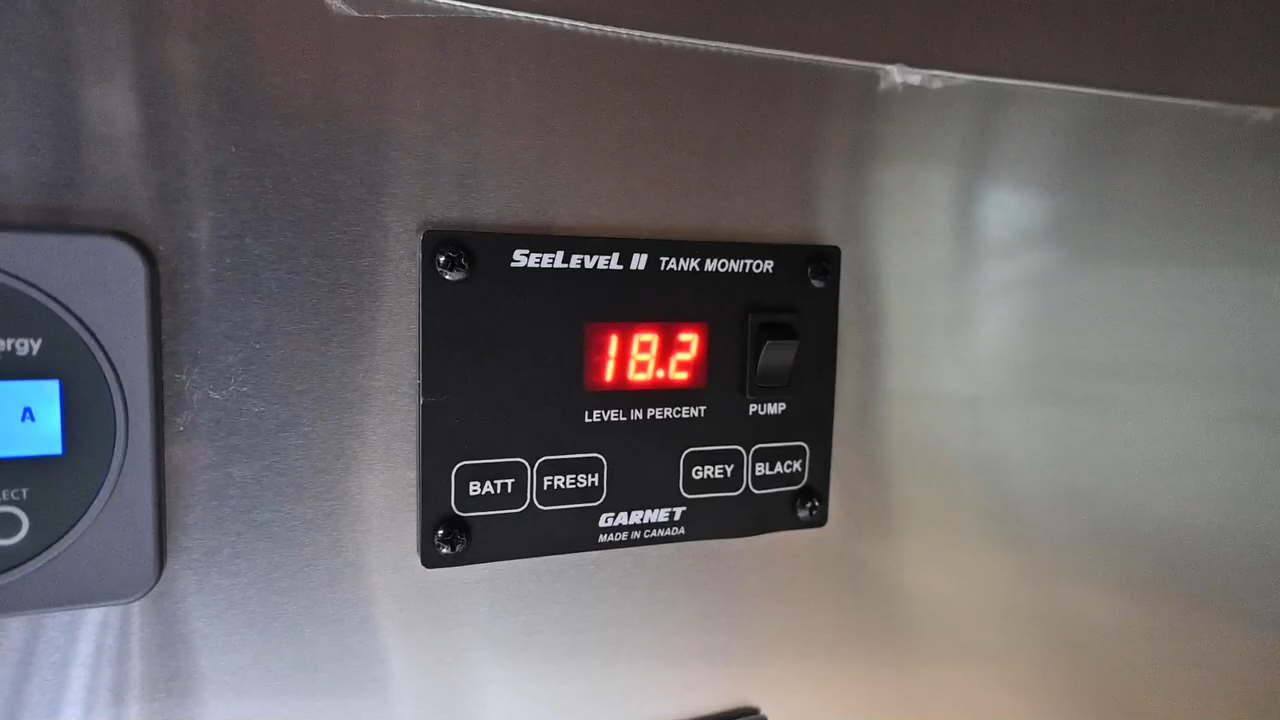 SEELEVEL II TANK MONITOR
18.2
LEVEL IN PERCENT
PUMP
BATT
FRESH
GREY
BLACK
GARNET
MADE IN CANADA
A